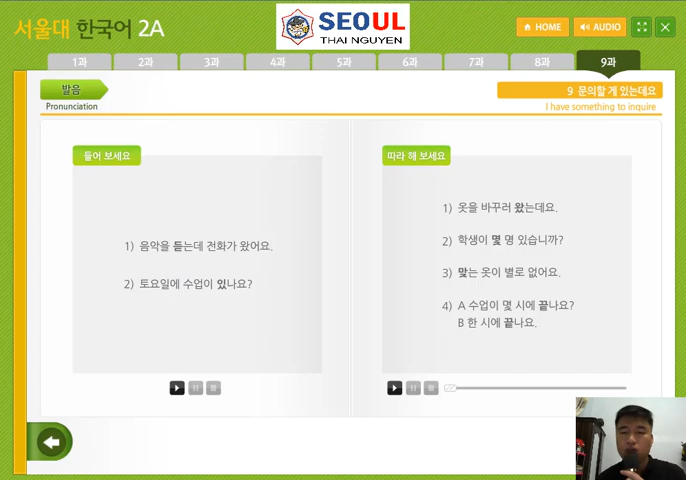 서울대 한국어 2A
SEOUL
THAI NGUYEN
HOME
AUDIO
1과
2과
3과
4과
5과
6과
7과
8과
9과
발음
Pronunciation
9 문의할 게 있는데요
I have something to inquire
들어 보세요
1) 음악을 듣는데 전화가 왔어요.
2) 토요일에 수업이 있나요?
따라 해 보세요
1) 옷을 바꾸러 왔는데요.
2) 학생이 몇 명 있습니까?
3) 맞는 옷이 별로 없어요.
4) A 수업이 몇 시에 끝나요?
B 한 시에 끝나요.